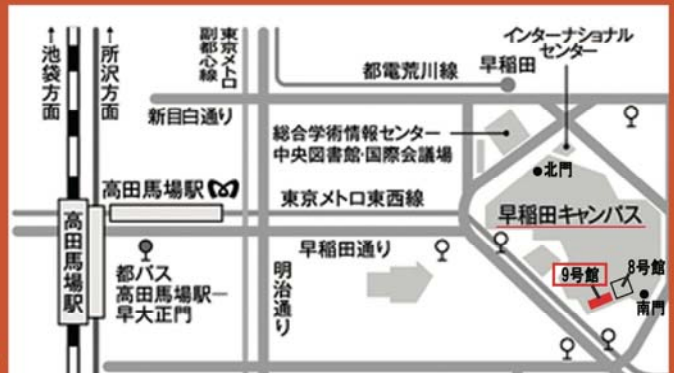 ↑池袋方面
↑所沢方面
東京メトロ
副都心線
都電荒川線
早稲田
インターナショナル
センター
新目白通り
総合学術情報センター
中央図書館・国際会議場
●北門
高田馬場駅
東京メトロ東西線
早稲田キャンパス
高田馬場駅
早稲田通り
都バス
高田馬場駅ー
早大正門
明治通り
9号館
8号館
南門